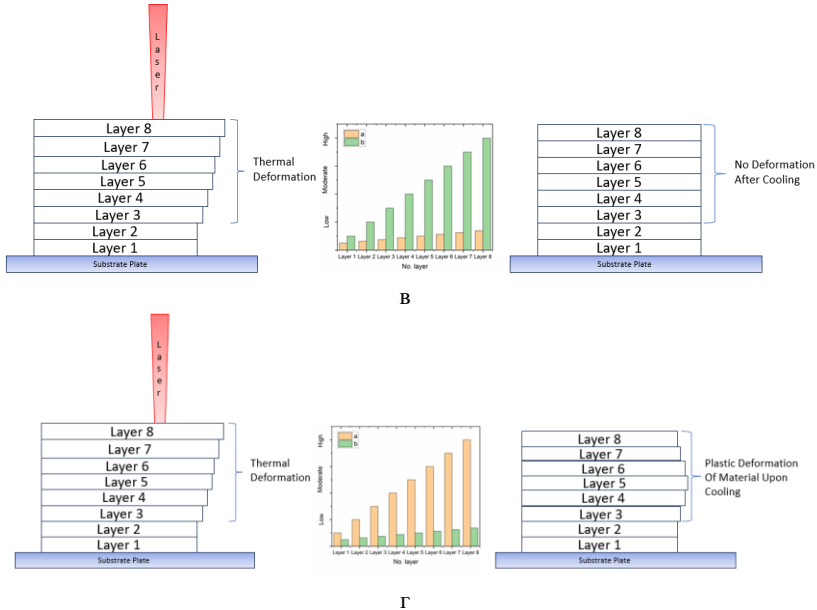 Laser
Layer 8
Layer 7
Layer 6
Layer 5
Layer 4
Layer 3
Layer 2
Layer 1
Substrate Plate
Thermal
Deformation
a
b
High
Moderate
Low
Layer 1 Layer 2 Layer 3 Layer 4 Layer 5 Layer 6 Layer 7 Layer 8
No. layer
Layer 8
Layer 7
Layer 6
Layer 5
Layer 4
Layer 3
Layer 2
Layer 1
Substrate Plate
No Deformation
After Cooling
в
Laser
Layer 8
Layer 7
Layer 6
Layer 5
Layer 4
Layer 3
Layer 2
Layer 1
Substrate Plate
Thermal
Deformation
a
b
High
Moderate
Low
Layer 1 Layer 2 Layer 3 Layer 4 Layer 5 Layer 6 Layer 7 Layer 8
No. layer
Layer 8
Layer 7
Layer 6
Layer 5
Layer 4
Layer 3
Layer 2
Layer 1
Substrate Plate
Plastic Deformation
Of Material Upon
Cooling
г